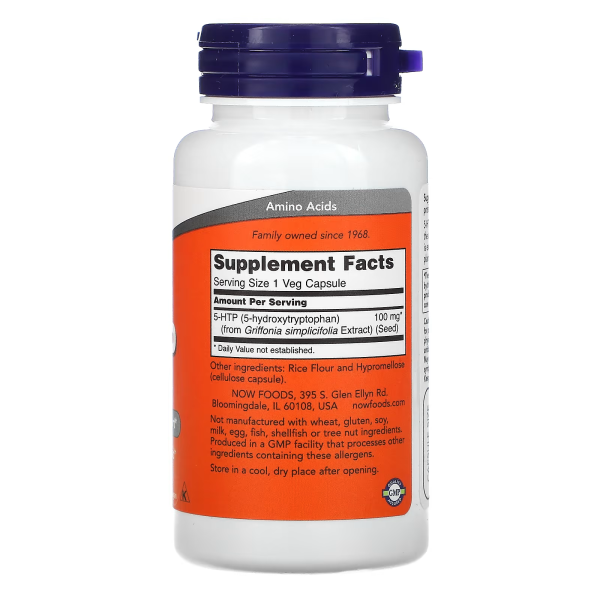 Amino Acids
Family owned since 1968.
Supplement Facts
Serving Size 1 Veg Capsule
Amount Per Serving
5-HTP (5-hydroxytryptophan) 100 mg*
(from Griffonia simplicifolia Extract) (Seed)
* Daily Value not established.
Other ingredients: Rice Flour and Hypromellose
(cellulose capsule).
NOW FOODS, 395 S. Glen Ellyn Rd.
Bloomingdale, IL 60108, USA nowfoods.com
Not manufactured with wheat, gluten, soy,
milk, egg, fish, shellfish or tree nut ingredients.
Produced in a GMP facility that processes other
ingredients containing these allergens.
Store in a cool, dry place after opening.
GMP